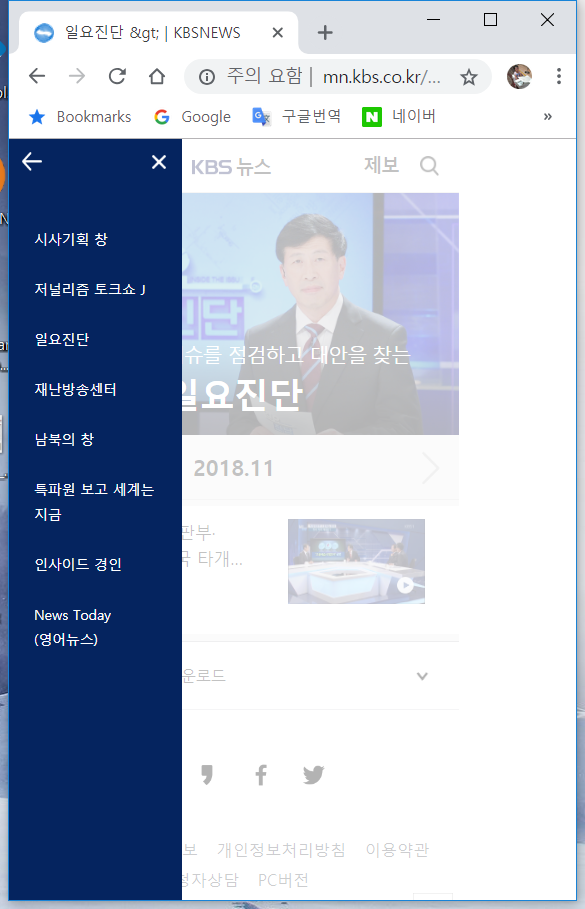 일요진단 &gt; | KBSNEWS
주의 요함 | mn.kbs.co.kr/...
Bookmarks Google 구글번역 네이버 »
KBS 뉴스 제보
시사기획 창
저널리즘 토크쇼 J
일요진단
재난방송센터
남북의 창
특파원 보고 세계는
지금
인사이드 경인
News Today
(영어뉴스)
슈를 점검하고 대안을 찾는
일요진단
2018.11
판부·
국 타개...
운로드
보 개인정보처리방침 이용약관
정자상담 PC버전